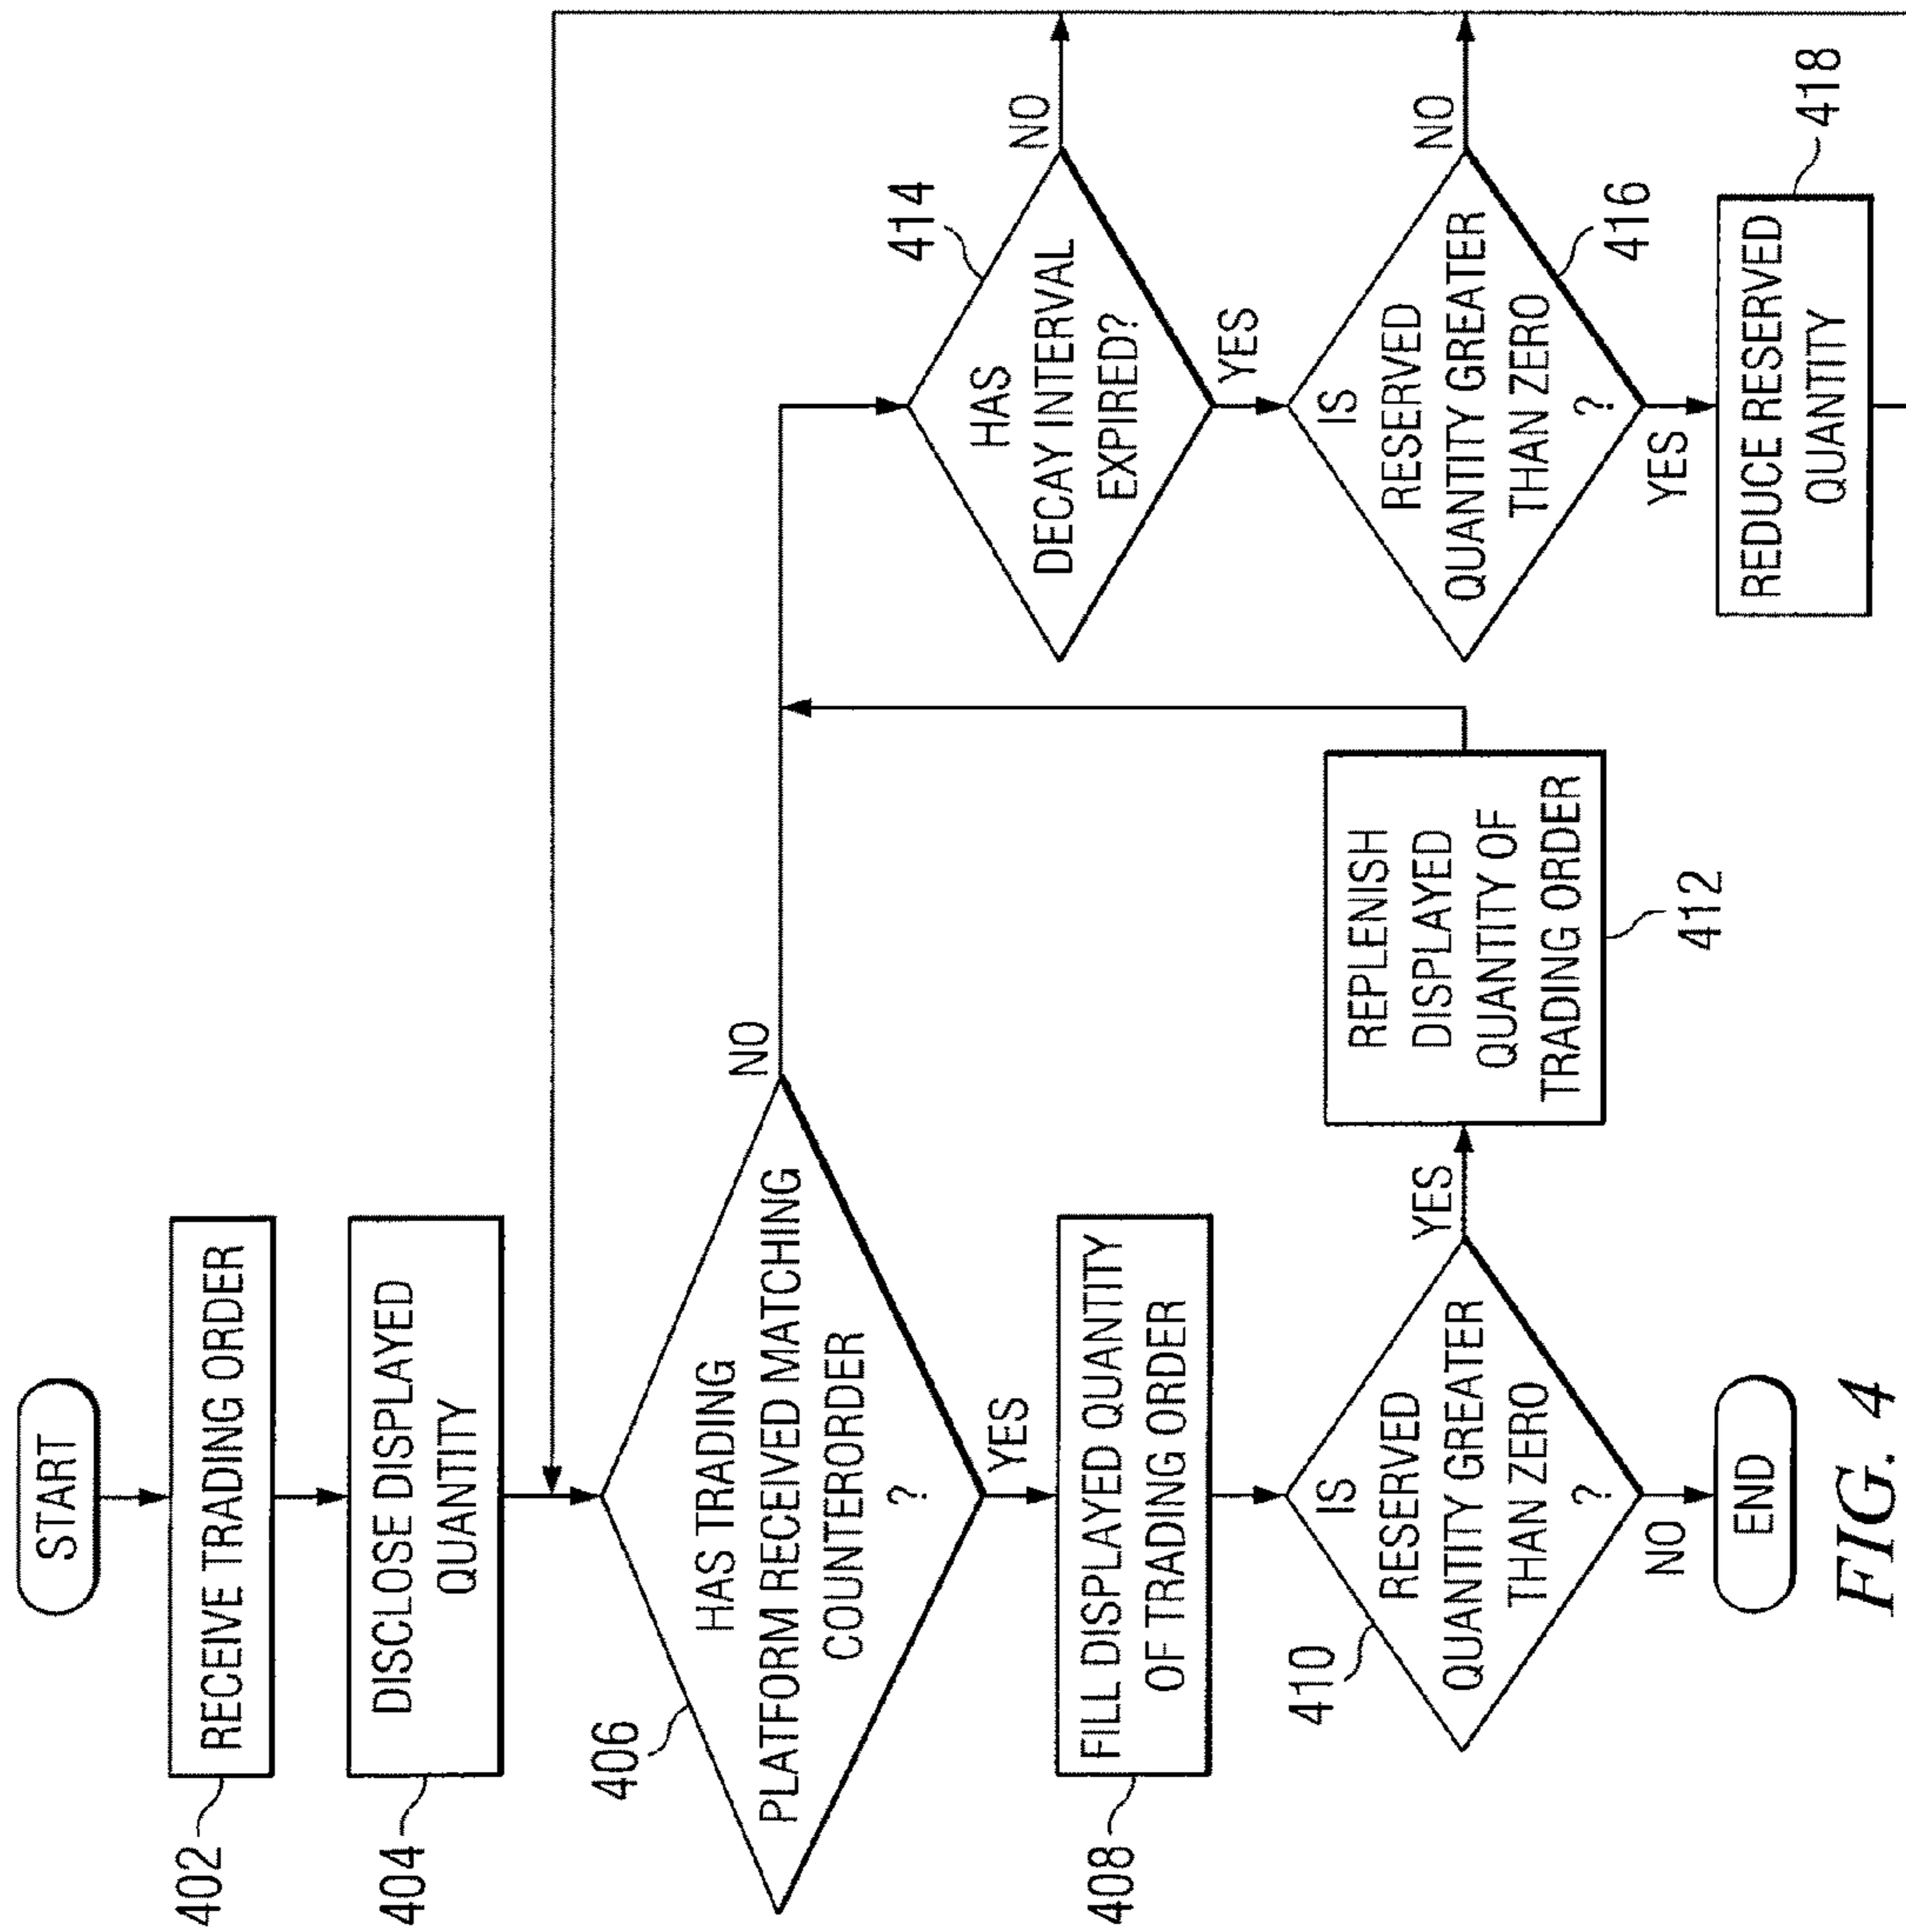 START
402
RECEIVE TRADING ORDER
404
DISCLOSE DISPLAYED
QUANTITY
406
HAS TRADING
PLATFORM RECEIVED MATCHING
COUNTERORDER
?
NO
YES
408
FILL DISPLAYED QUANTITY
OF TRADING ORDER
410
IS
RESERVED
QUANTITY GREATER
THAN ZERO
?
YES
NO
END
REPLENISH
DISPLAYED
QUANTITY OF
TRADING ORDER
412
414
HAS
DECAY INTERVAL
EXPIRED?
NO
YES
IS
RESERVED
QUANTITY GREATER
THAN ZERO
?
416
NO
YES
REDUCE RESERVED
QUANTITY
418
FIG. 4